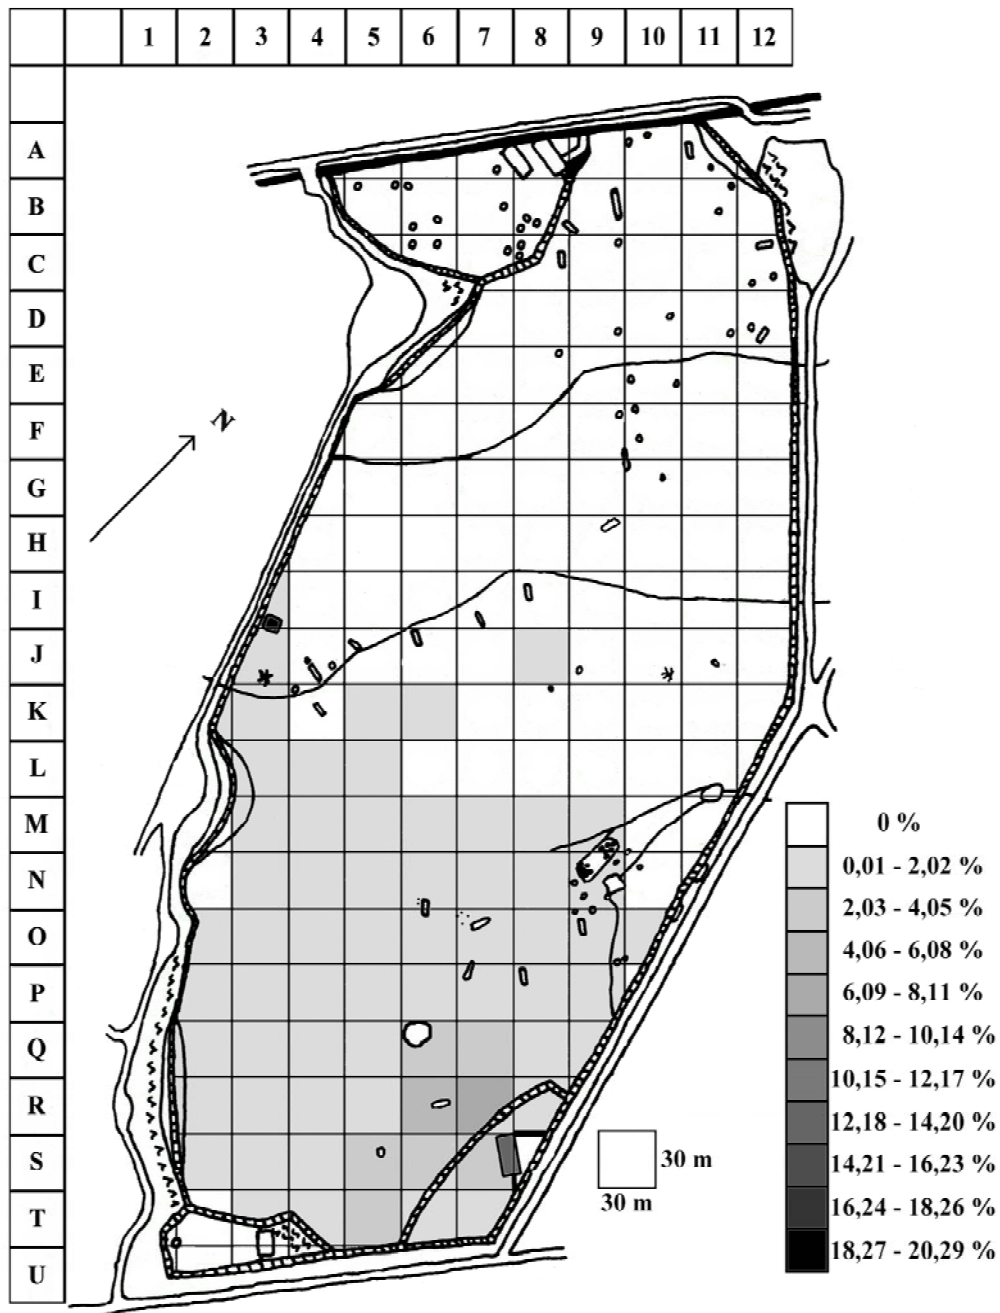 1 2 3 4 5 6 7 8 9 10 11 12
A
B
C
D
E
F
N
G
H
I
J
K
L
M
0 %
N
0,01 - 2,02 %
O
2,03 - 4,05 %
4,06 - 6,08 %
P
6,09 - 8,11 %
Q
8,12 - 10,14 %
10,15 - 12,17 %
R
12,18 - 14,20 %
S
30 m
14,21 - 16,23 %
30 m
T
16,24 - 18,26 %
U
18,27 - 20,29 %